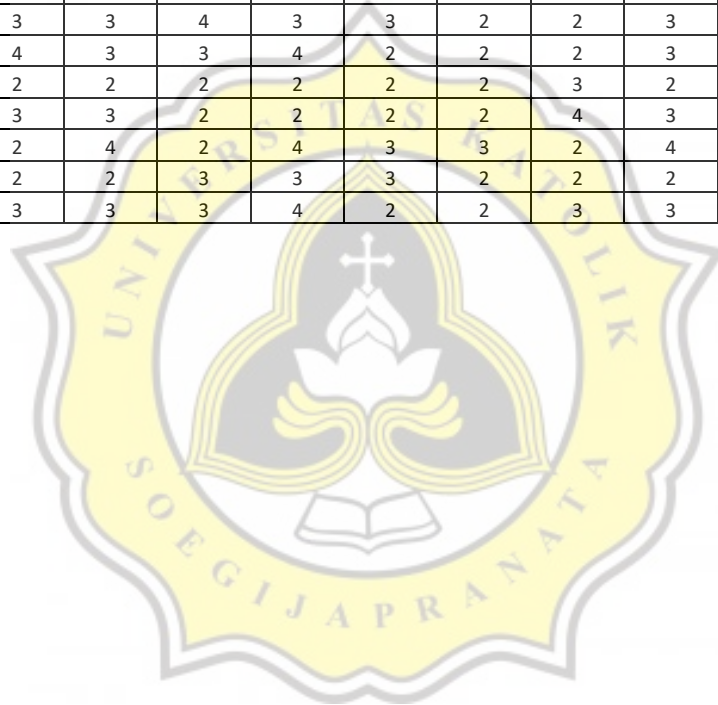 3 3 4 3 3 2 2 3
4 3 3 4 2 2 2 3
2 2 2 2 2 2 3 2
3 3 2 2 2 2 4 3
2 4 2 4 3 3 2 4
2 2 3 3 3 2 2 2
3 3 3 4 2 2 3 3
UNIVERSITAS KATOLIK
SOEGIJAPRANATA